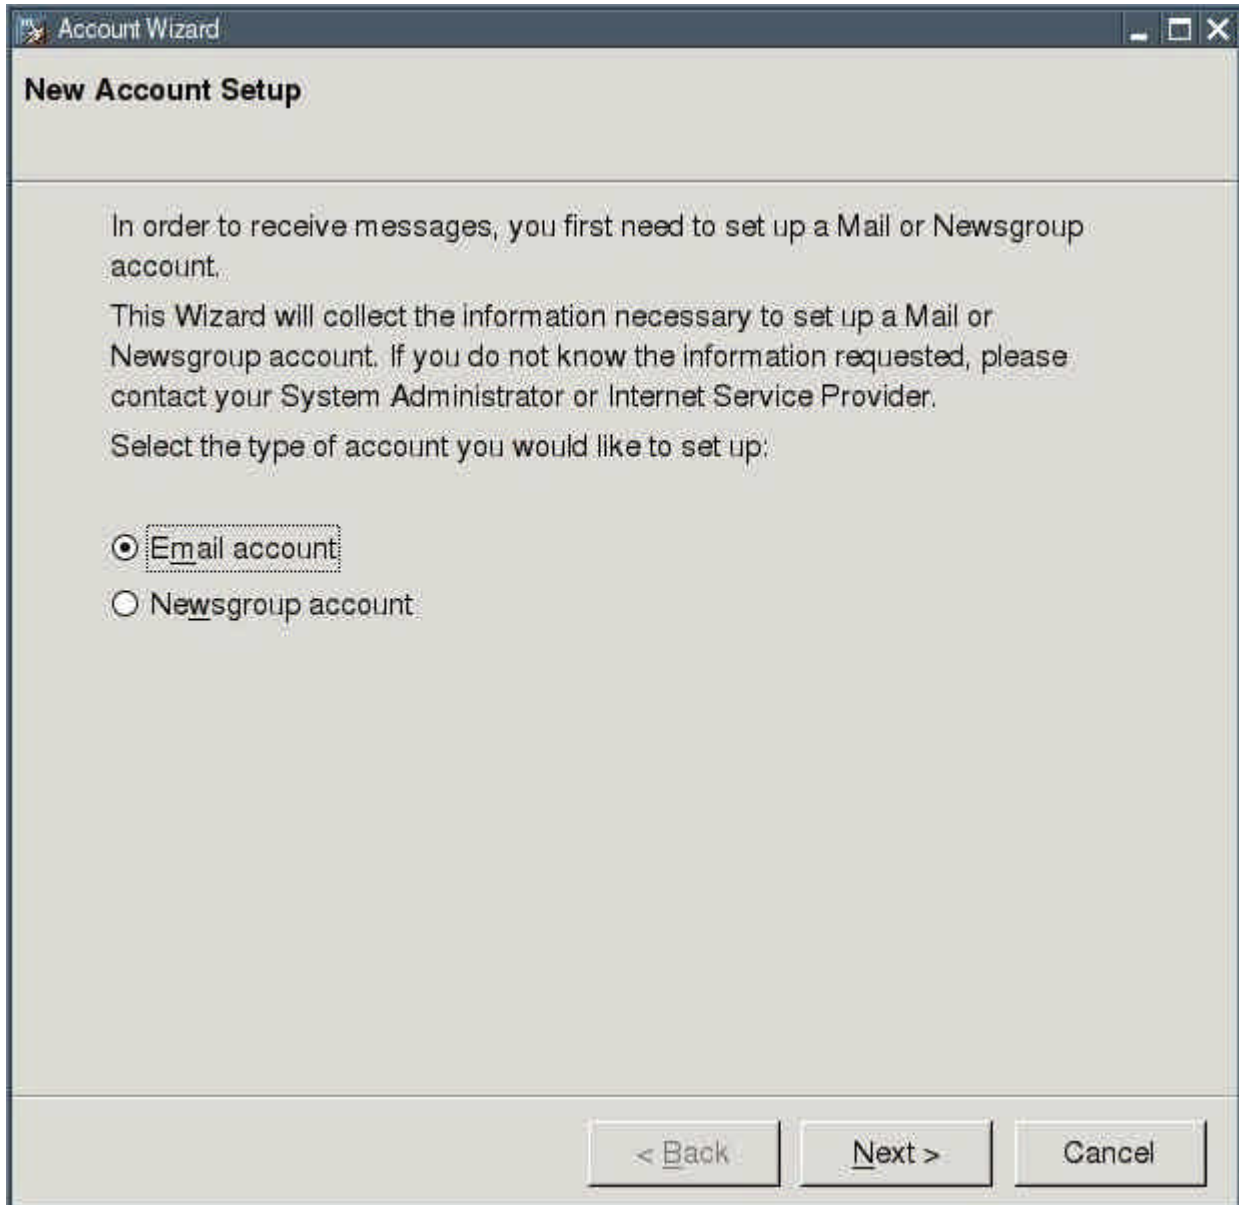 Account Wizard
New Account Setup
In order to receive messages, you first need to set up a Mail or Newsgroup
account.
This Wizard will collect the information necessary to set up a Mail or
Newsgroup account. If you do not know the information requested, please
contact your System Administrator or Internet Service Provider.
Select the type of account you would like to set up:
Email account
Newsgroup account
< Back Next > Cancel